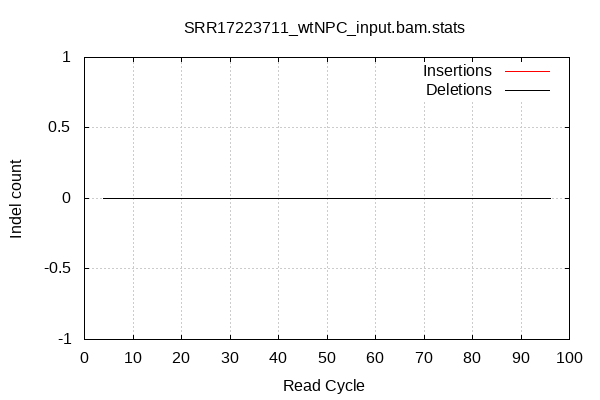 SRR17223711_wtNPC_input.bam.stats
Insertions
Deletions
Indel count
1
0.5
0
-0.5
-1
0 10 20 30 40 50 60 70 80 90 100
Read Cycle